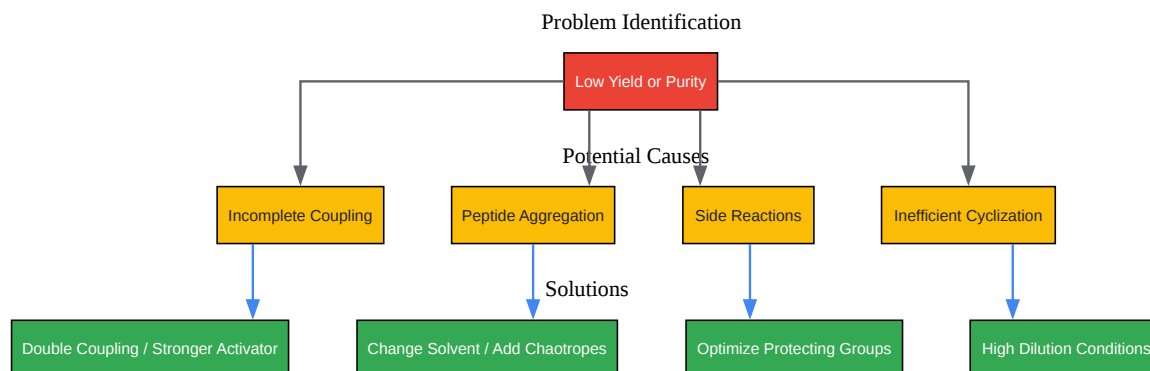 Problem Identification
Low Yield or Purity
Potential Causes
Incomplete Coupling
Peptide Aggregation
Side Reactions
Inefficient Cyclization
Solutions
Double Coupling / Stronger Activator
Change Solvent / Add Chaotropes
Optimize Protecting Groups
High Dilution Conditions